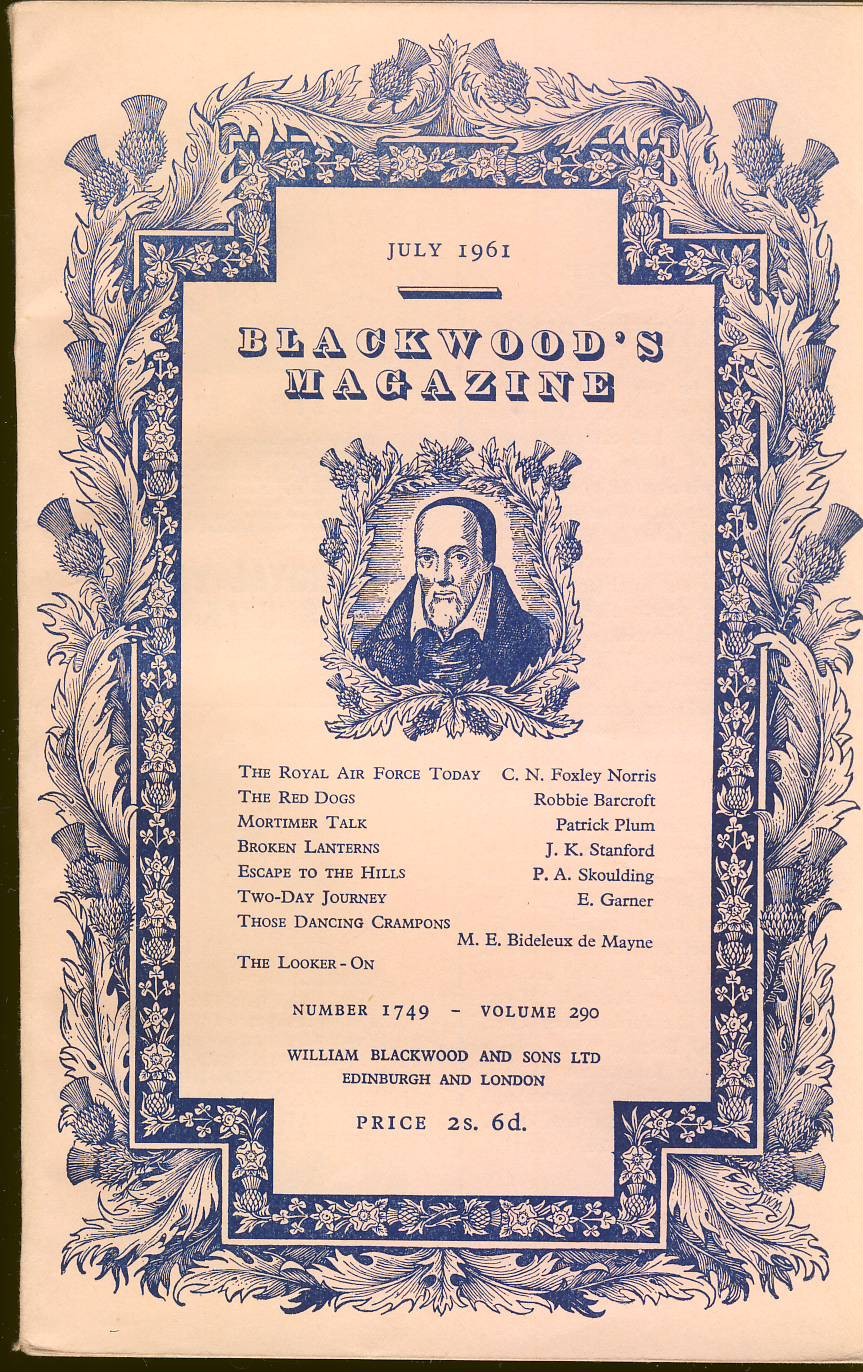 JULY 1961
BLACKWOOD'S
MAGAZINE
THE ROYAL AIR FORCE TODAY C. N. Foxley Norris
THE RED DOGS Robbie Barcroft
MORTIMER TALK Patrick Plum
BROKEN LANTERNS J. K. Stanford
ESCAPE TO THE HILLS P. A. Skoulding
TWO-DAY JOURNEY E. Garner
THOSE DANCING CRAMPONS
M. E. Bideleux de Mayne
THE LOOKER-ON
NUMBER 1749 - VOLUME 290
WILLIAM BLACKWOOD AND SONS LTD
EDINBURGH AND LONDON
PRICE 2s. 6d.